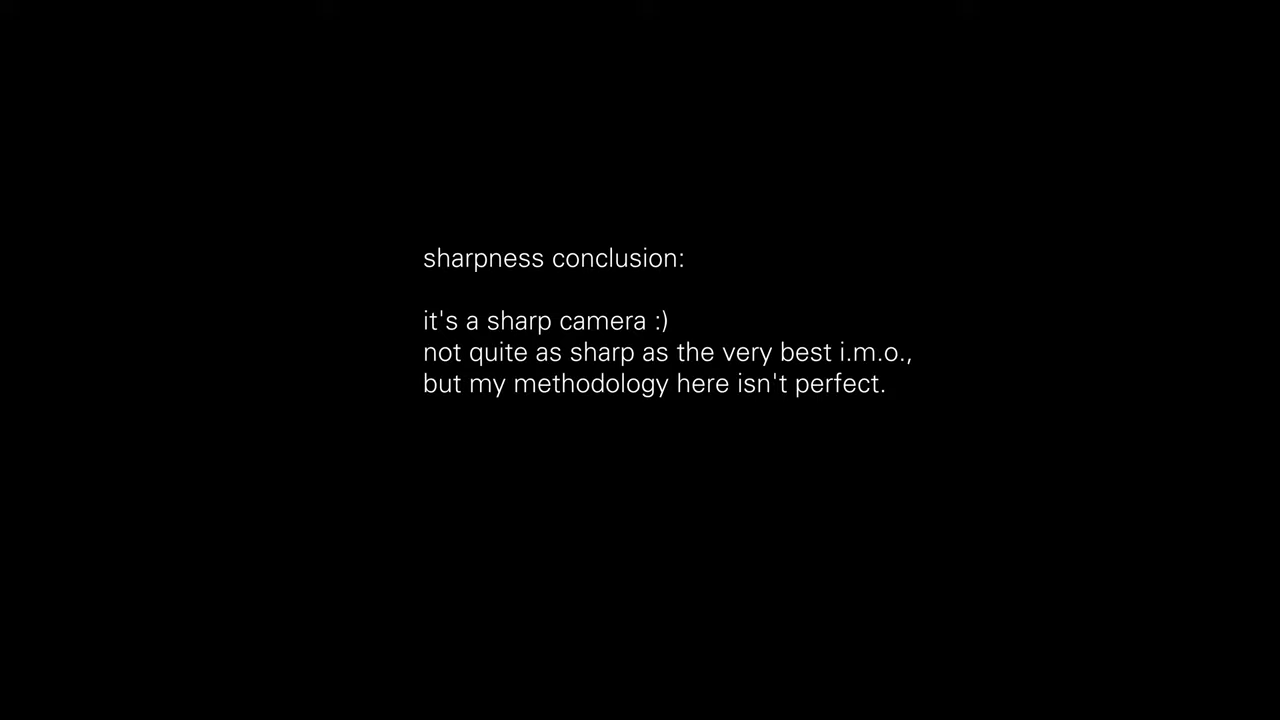 sharpness conclusion:
it's a sharp camera :)
not quite as sharp as the very best i.m.o.,
but my methodology here isn't perfect.